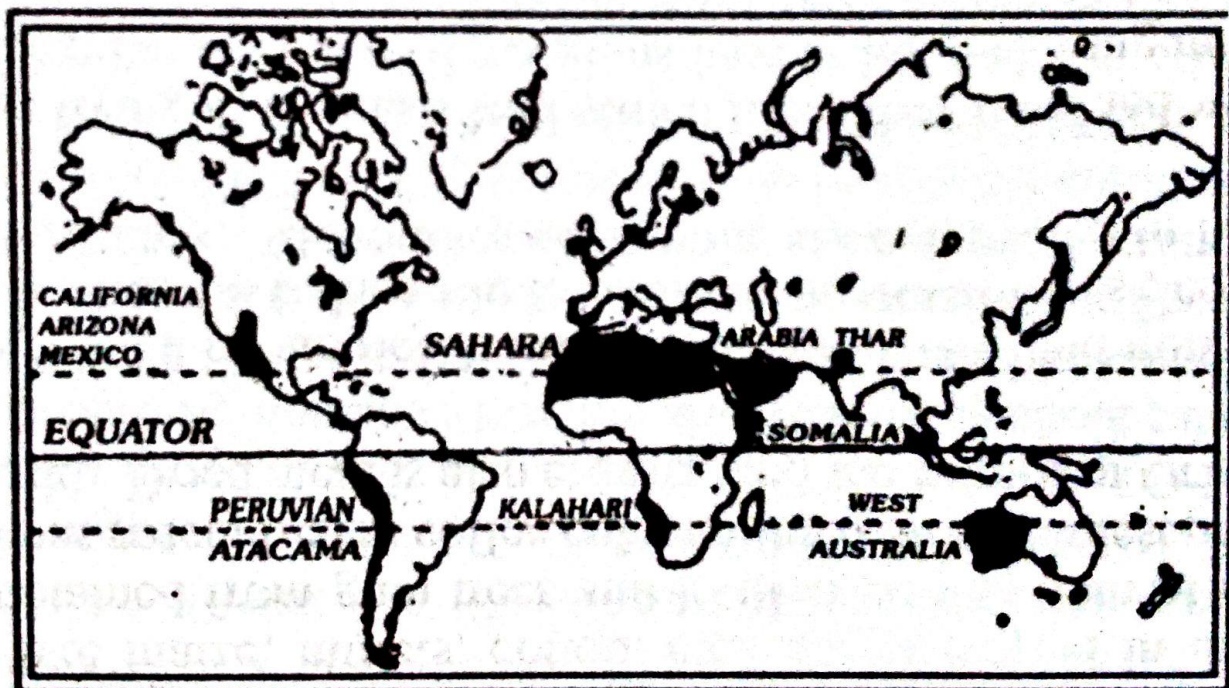 CALIFORNIA
ARIZONA
MEXICO
SAHARA
ARABIA THAR
EQUATOR
SOMALIA
PERUVIAN
ATACAMA
KALAHARI
WEST
AUSTRALIA